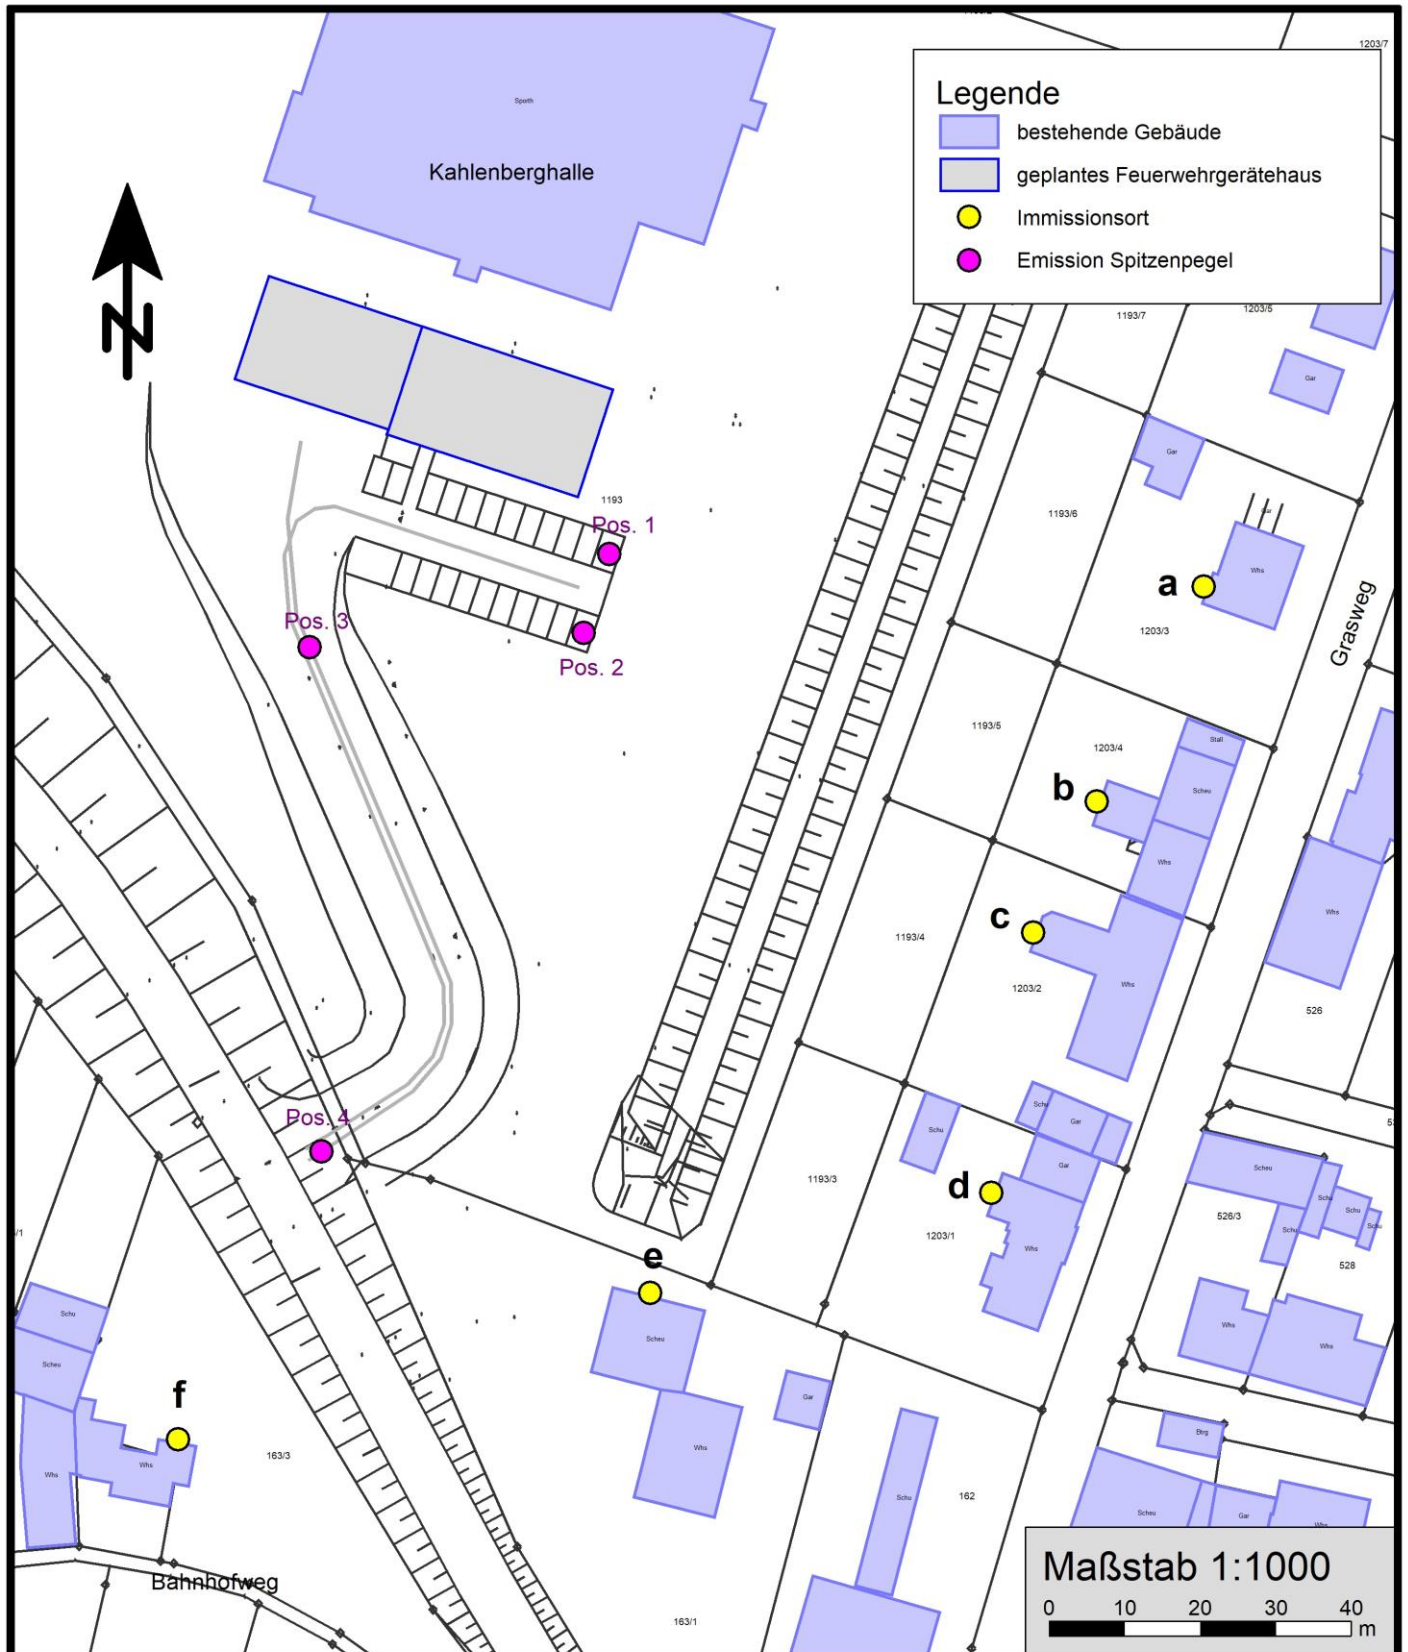 1203/7
Legende
bestehende Gebäude
geplantes Feuerwehrgerätehaus
Immissionsort
Emission Spitzenpegel
Sporth
Kahlenberghalle
N
1193/7
1203/5
Gar
Gar
1193
1193/6
Gar
Pos. 1
Whs
a
Grasweg
Pos. 3
1203/3
Pos. 2
1193/5
1203/4
Stall
b
Scheu
Whs
c
Whs
1193/4
1203/2
Whs
526
Schu
Gar
Pos. 4
Schu
Gar
Scheu
1193/3
d
Schu
Schu
526/3
Schu
Schu
1203/1
Whs
528
e
Schu
Scheu
Scheu
Whs
Whs
f
Gar
Btrg
Whs
Whs
163/3
Whs
162
Schu
Scheu
Gar
Whs
Bahnhofweg
163/1
Maßstab 1:1000
0 10 20 30 40 m